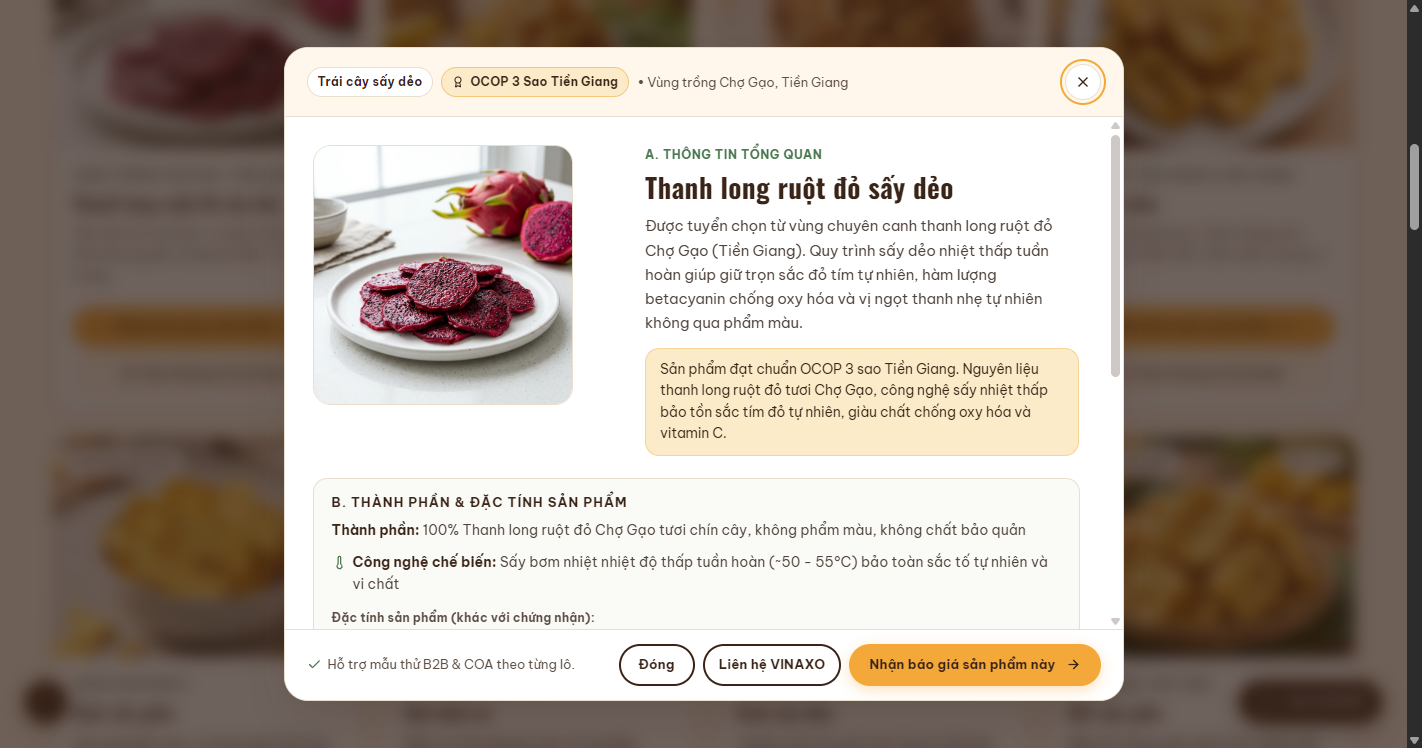 Trái cây sấy dẻo
OCOP 3 Sao Tiền Giang
• Vùng trồng Chợ Gạo, Tiền Giang
A. THÔNG TIN TỔNG QUAN
Thanh long ruột đỏ sấy dẻo
Được tuyển chọn từ vùng chuyên canh thanh long ruột đỏ
Chợ Gạo (Tiền Giang). Quy trình sấy dẻo nhiệt thấp tuần
hoàn giúp giữ trọn sắc đỏ tím tự nhiên, hàm lượng
betacyanin chống oxy hóa và vị ngọt thanh nhẹ tự nhiên
không qua phẩm màu.
Sản phẩm đạt chuẩn OCOP 3 sao Tiền Giang. Nguyên liệu
thanh long ruột đỏ tươi Chợ Gạo, công nghệ sấy nhiệt thấp
bảo tồn sắc tím đỏ tự nhiên, giàu chất chống oxy hóa và
vitamin C.
B. THÀNH PHẦN & ĐẶC TÍNH SẢN PHẨM
Thành phần: 100% Thanh long ruột đỏ Chợ Gạo tươi chín cây, không phẩm màu, không chất bảo quản
Công nghệ chế biến: Sấy bơm nhiệt nhiệt độ thấp tuần hoàn (~50 - 55°C) bảo toàn sắc tố tự nhiên và
vi chất
Đặc tính sản phẩm (khác với chứng nhận):
Hỗ trợ mẫu thử B2B & COA theo từng lô.
Đóng
Liên hệ VINAXO
Nhận báo giá sản phẩm này